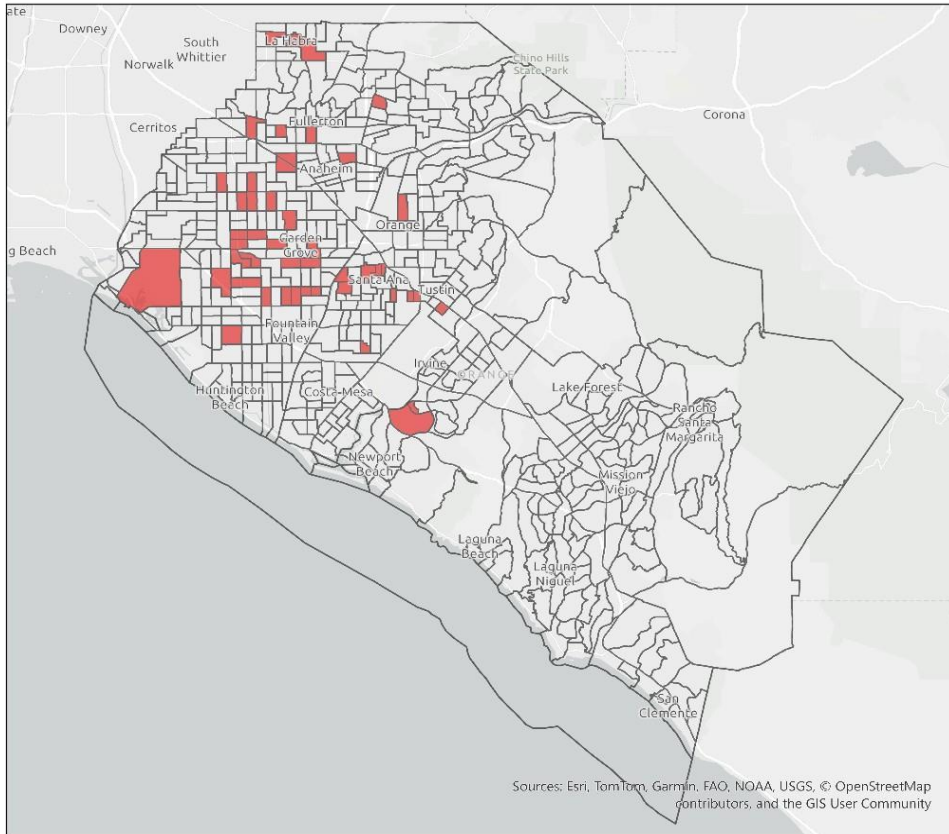 ate
Downey
South
Whittier
La Habra
Norwalk
Chino Hills
State Park
Corona
Cerritos
Fullerton
Anaheim
Orange
g Beach
Garden
Grove
Santa Ana
Tustin
Fountain
Valley
Irvine
ORANGE
Lake Forest
Huntington
Beach
Costa Mesa
Rancho
Santa
Margarita
Newport
Beach
Mission
Viejo
Laguna
Beach
Laguna
Niguel
San
Clemente
Sources: Esri, TomTom, Garmin, FAO, NOAA, USGS, © OpenStreetMap
contributors, and the GIS User Community